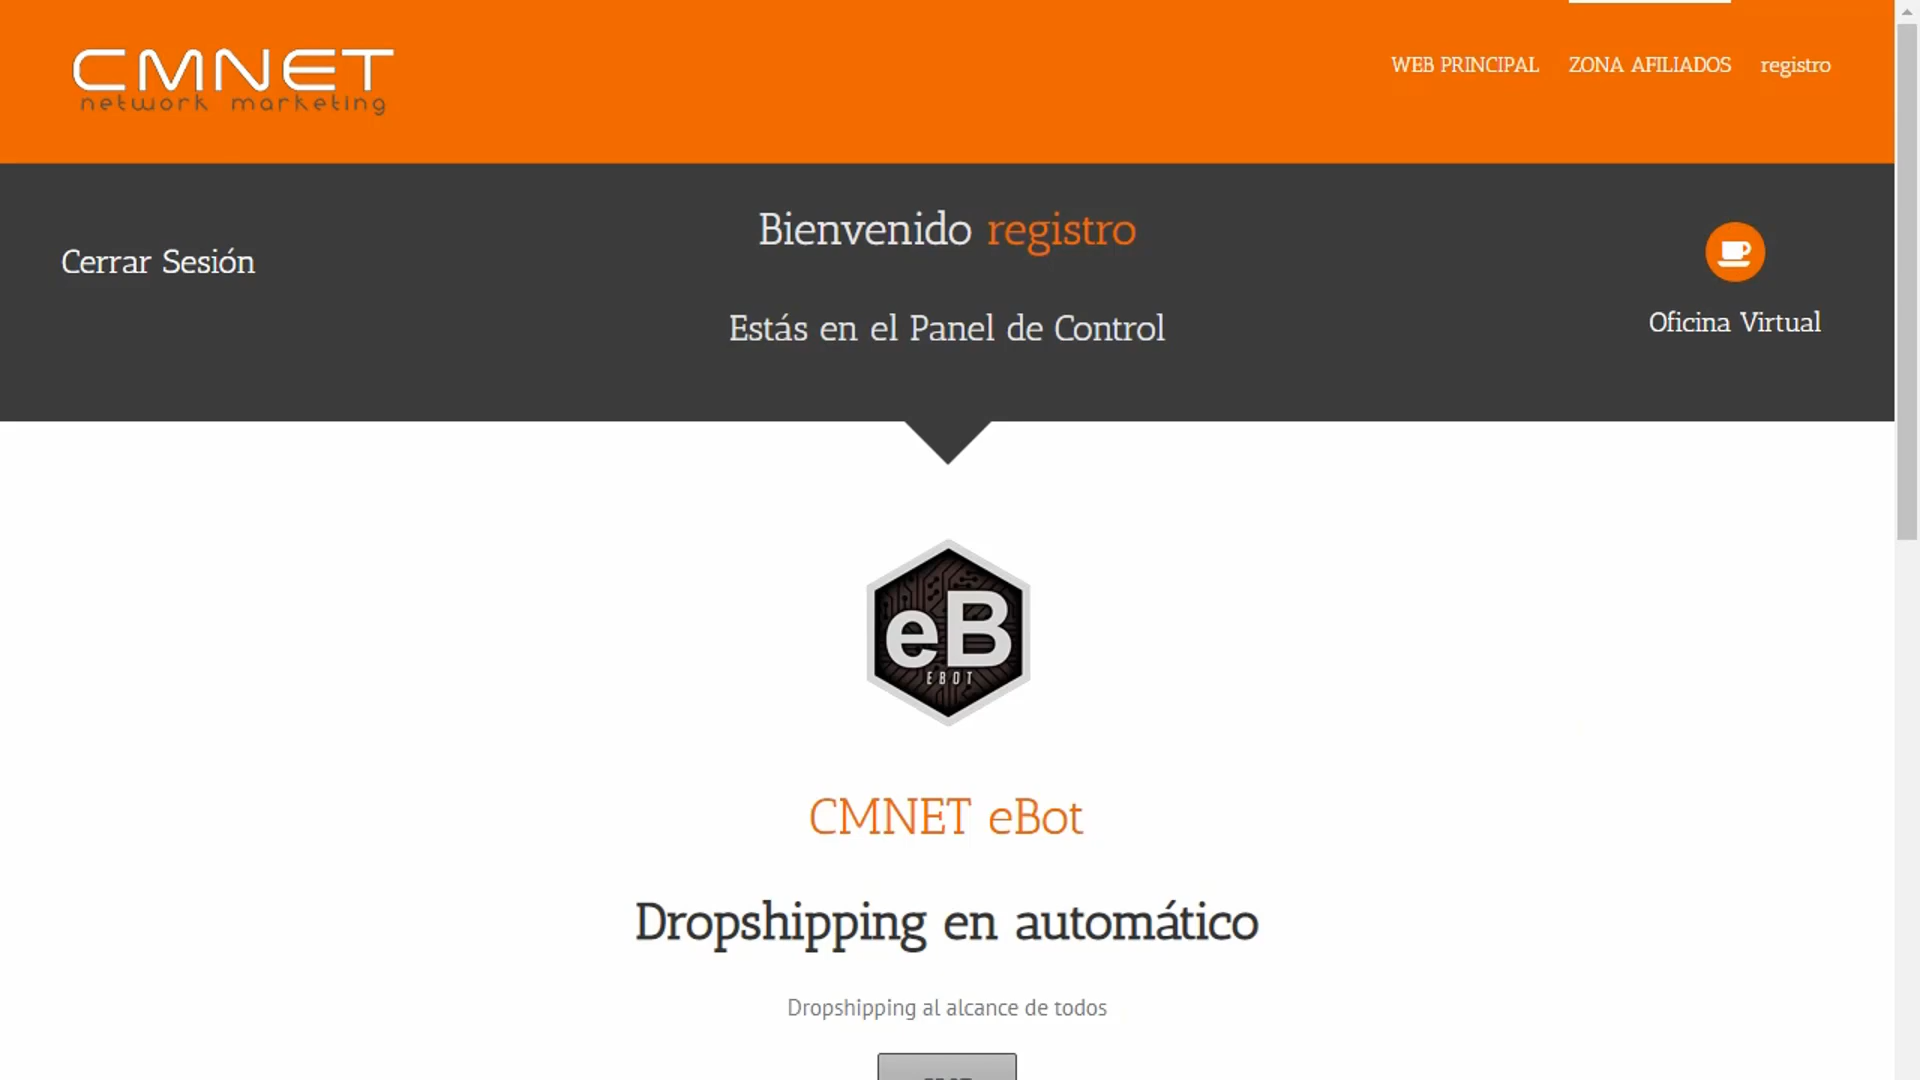 CMNET
network marketing
WEB PRINCIPAL ZONA AFILIADOS registro
Bienvenido registro
Cerrar Sesión
Estás en el Panel de Control
Oficina Virtual
eB
EBOT
CMNET eBot
Dropshipping en automático
Dropshipping al alcance de todos